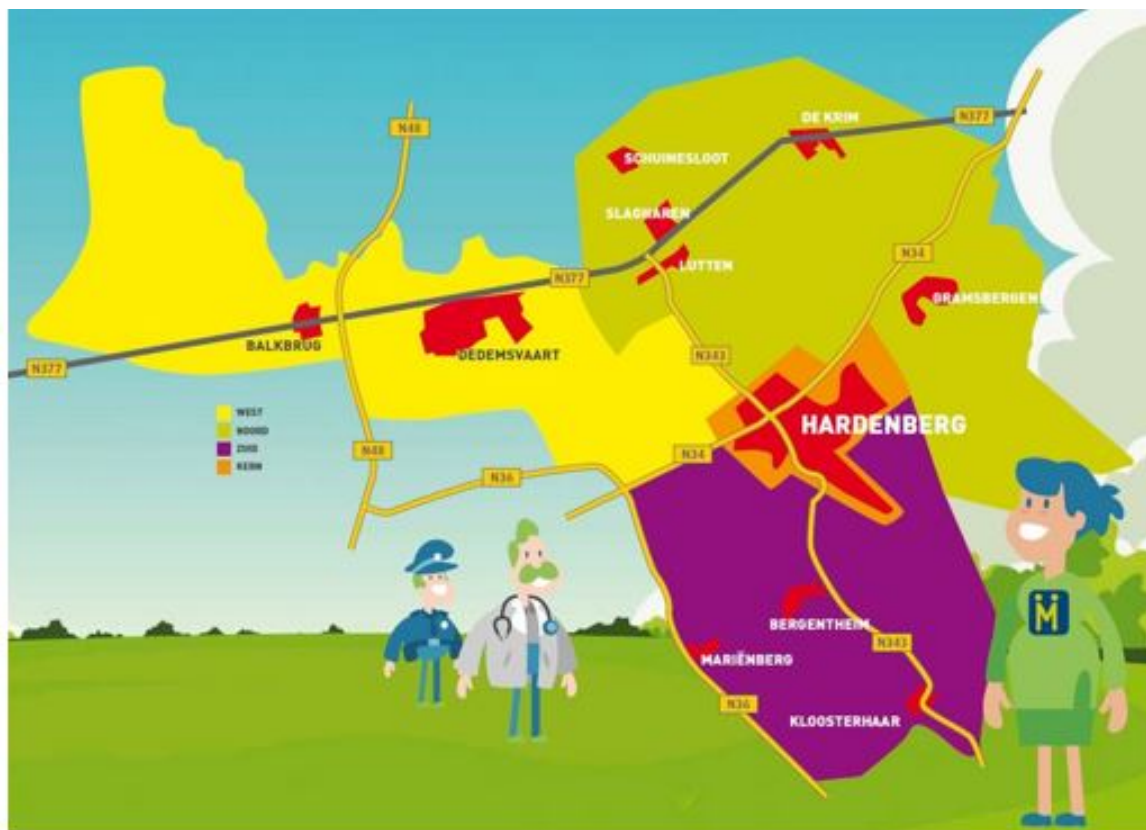 N48
DE KRIM
N377
SCHUINESLOOT
SLAGHAREN
N34
LUTTEN
N377
GRAMSBERGEN
BALKBRUG
DEDEMSVAART
N343
N377
WEST
NOORD
ZUID
KERN
HARDENBERG
N48
N34
N36
BERGENTHEIM
M
N343
MARIËNBERG
N36
KLOOSTERHAAR